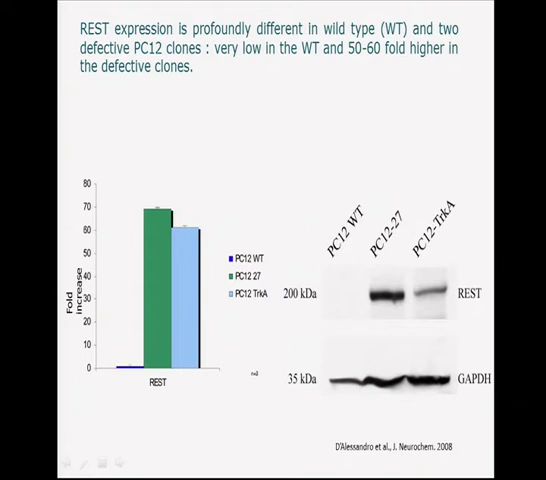 REST expression is profoundly different in wild type (WT) and two
defective PC12 clones : very low in the WT and 50-60 fold higher in
the defective clones.
80
70
60
50
40
30
20
10
0
Fold
increase
REST
PC12 WT
PC12 27
PC12 TrkA
n=3
PC12 WT
PC12-27
PC12-TrkA
200 kDa
REST
35 kDa
GAPDH
D'Alessandro et al., J. Neurochem. 2008